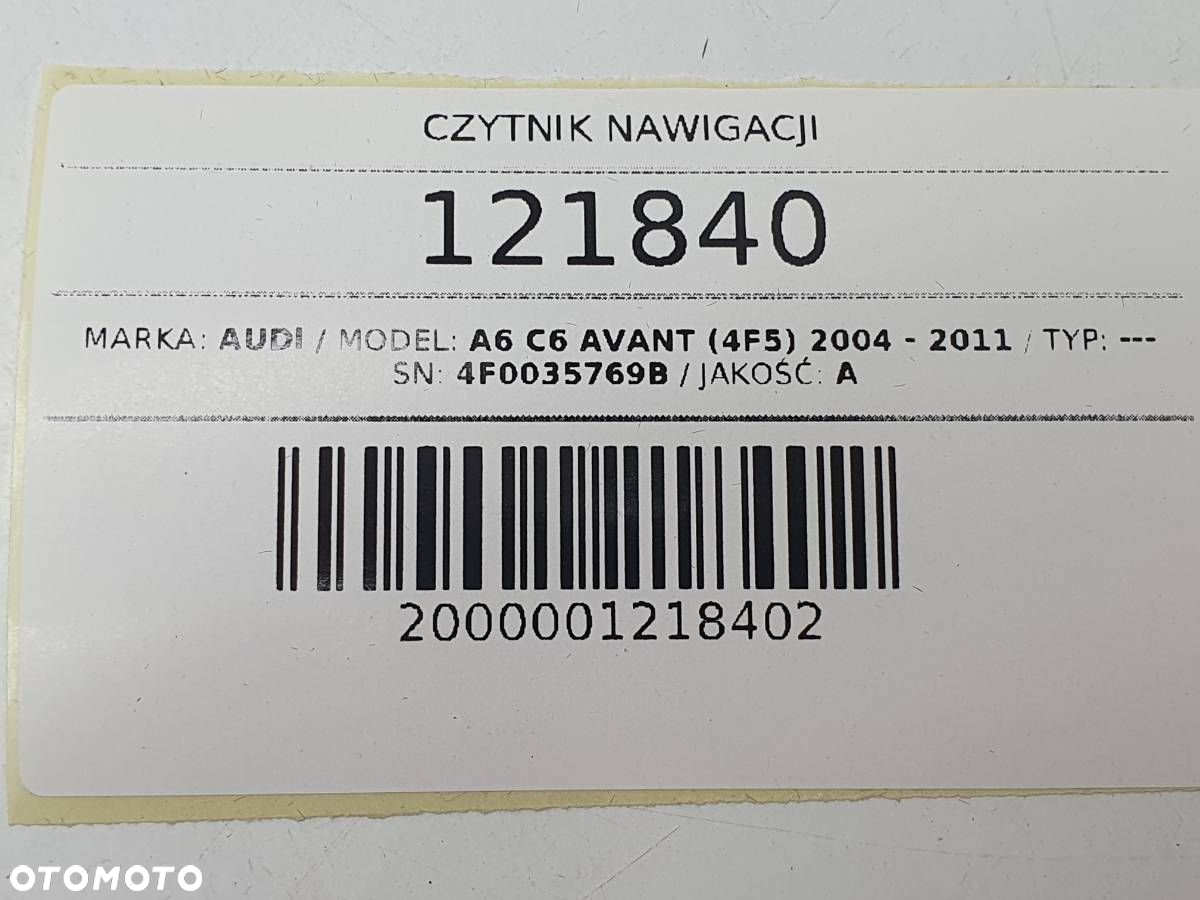 CZYTNIK NAWIGACJI
121840
MARKA: AUDI / MODEL: A6 C6 AVANT (4F5) 2004 - 2011 / TYP: ---
SN: 4F0035769B / JAKOŚĆ: A
2000001218402
OTOMOTO